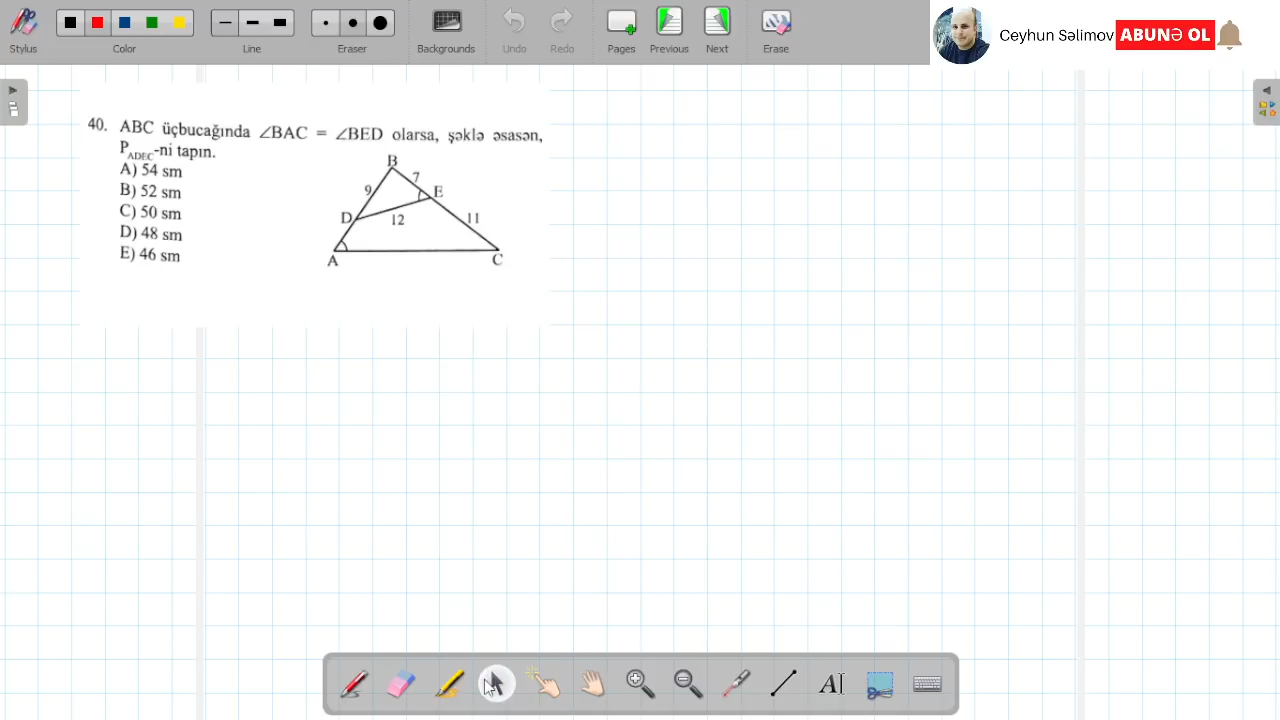 Stylus
Color
Line
Eraser
Backgrounds
Undo
Redo
Pages
Previous
Next
Erase
Ceyhun Səlimov
ABUNƏ OL
40. ABC üçbucağında ∠BAC = ∠BED olarsa, şəklə əsasən,
P_ADEC-ni tapın.
A) 54 sm
B) 52 sm
C) 50 sm
D) 48 sm
E) 46 sm
B
7
9
E
D
12
11
A
C